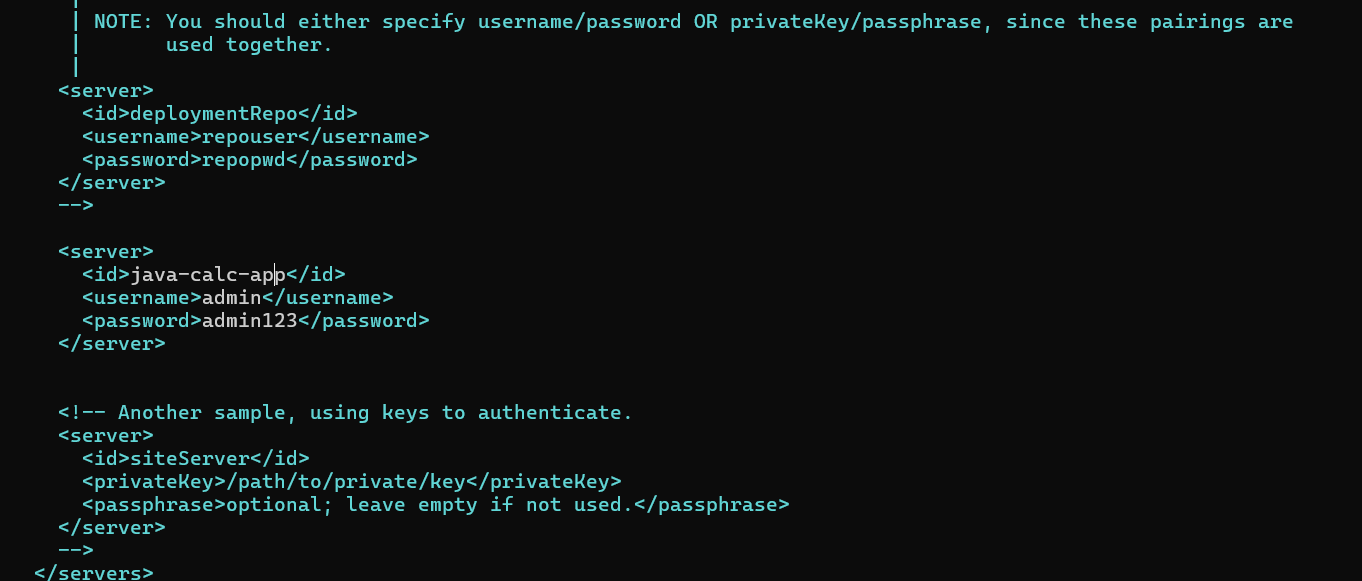 |
| NOTE: You should either specify username/password OR privateKey/passphrase, since these pairings are
|       used together.
|
<server>
  <id>deploymentRepo</id>
  <username>repouser</username>
  <password>repopwd</password>
</server>
-->
<server>
  <id>java-calc-app</id>
  <username>admin</username>
  <password>admin123</password>
</server>
<!-- Another sample, using keys to authenticate.
<server>
  <id>siteServer</id>
  <privateKey>/path/to/private/key</privateKey>
  <passphrase>optional; leave empty if not used.</passphrase>
</server>
-->
</servers>